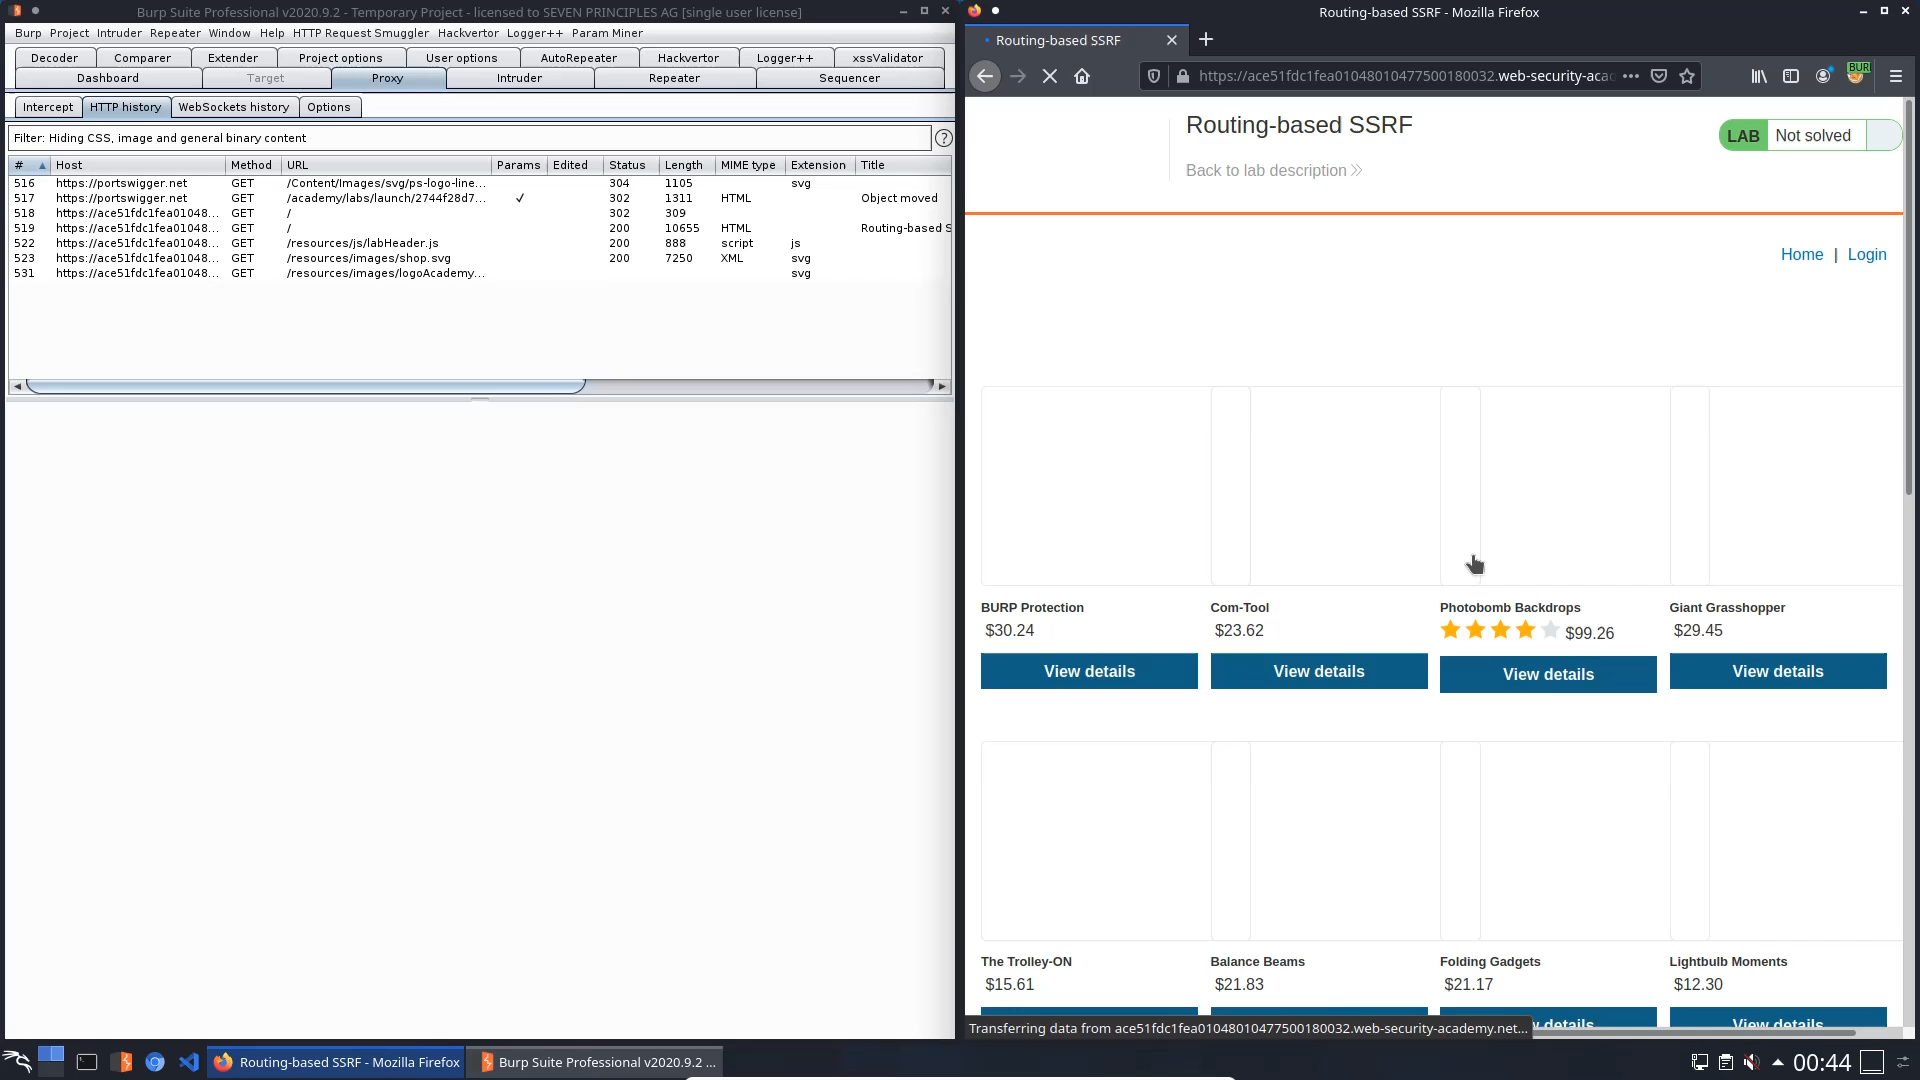 Burp Suite Professional v2020.9.2 - Temporary Project - licensed to SEVEN PRINCIPLES AG [single user license]
Burp Project Intruder Repeater Window Help HTTP Request Smuggler Hackvertor Logger++ Param Miner
Decoder Comparer Extender Project options User options AutoRepeater Hackvertor Logger++ xssValidator
Dashboard Target Proxy Intruder Repeater Sequencer
Intercept HTTP history WebSockets history Options
Filter: Hiding CSS, image and general binary content ?
# Host Method URL Params Edited Status Length MIME type Extension Title
516 https://portswigger.net GET /Content/Images/svg/ps-logo-line... 304 1105 svg
517 https://portswigger.net GET /academy/labs/launch/2744f28d7... ✓ 302 1311 HTML Object moved
518 https://ace51fdc1fea01048... GET / 302 309
519 https://ace51fdc1fea01048... GET / 200 10655 HTML Routing-based S
522 https://ace51fdc1fea01048... GET /resources/js/labHeader.js 200 888 script js
523 https://ace51fdc1fea01048... GET /resources/images/shop.svg 200 7250 XML svg
531 https://ace51fdc1fea01048... GET /resources/images/logoAcademy... svg
Routing-based SSRF - Mozilla Firefox
Routing-based SSRF
https://ace51fdc1fea01048010477500180032.web-security-acad
BUR
Routing-based SSRF
LAB Not solved
Back to lab description
Home | Login
BURP Protection
$30.24
View details
Com-Tool
$23.62
View details
Photobomb Backdrops
$99.26
View details
Giant Grasshopper
$29.45
View details
The Trolley-ON
$15.61
Balance Beams
$21.83
Folding Gadgets
$21.17
View details
Lightbulb Moments
$12.30
View details
Transferring data from ace51fdc1fea01048010477500180032.web-security-academy.net...
Routing-based SSRF - Mozilla Firefox
Burp Suite Professional v2020.9.2 ...
00:44